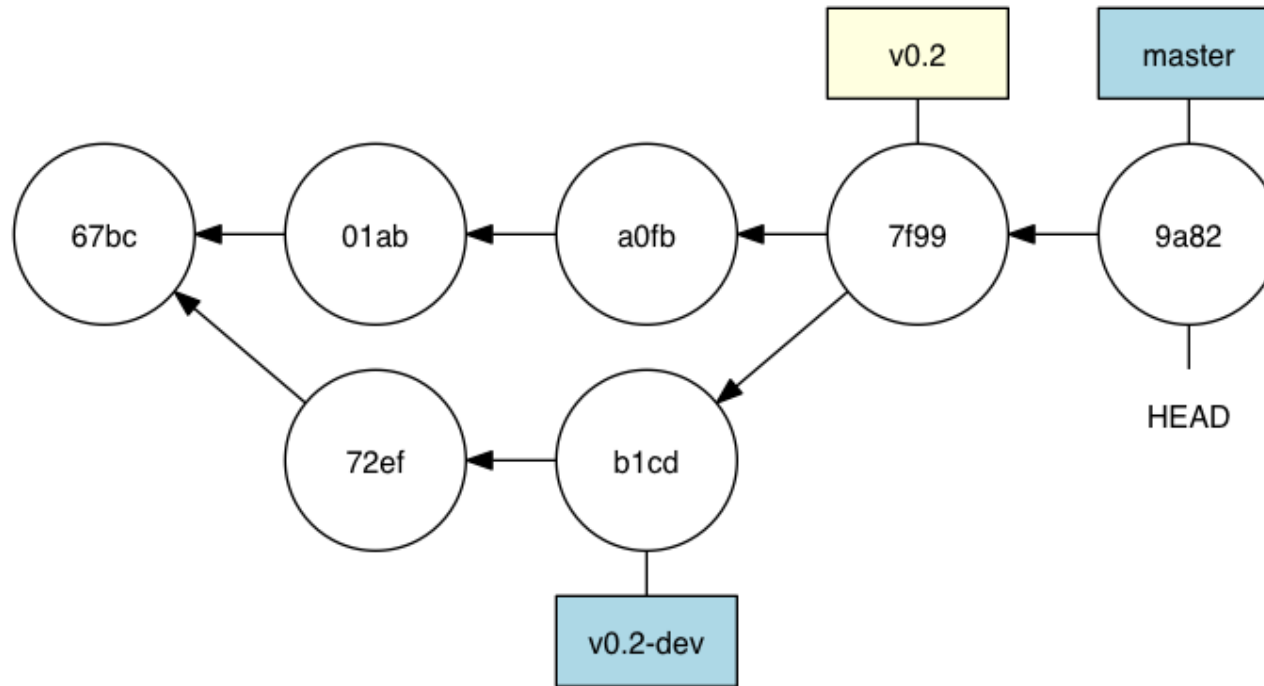 v0.2
master
67bc
01ab
a0fb
7f99
9a82
HEAD
72ef
b1cd
v0.2-dev